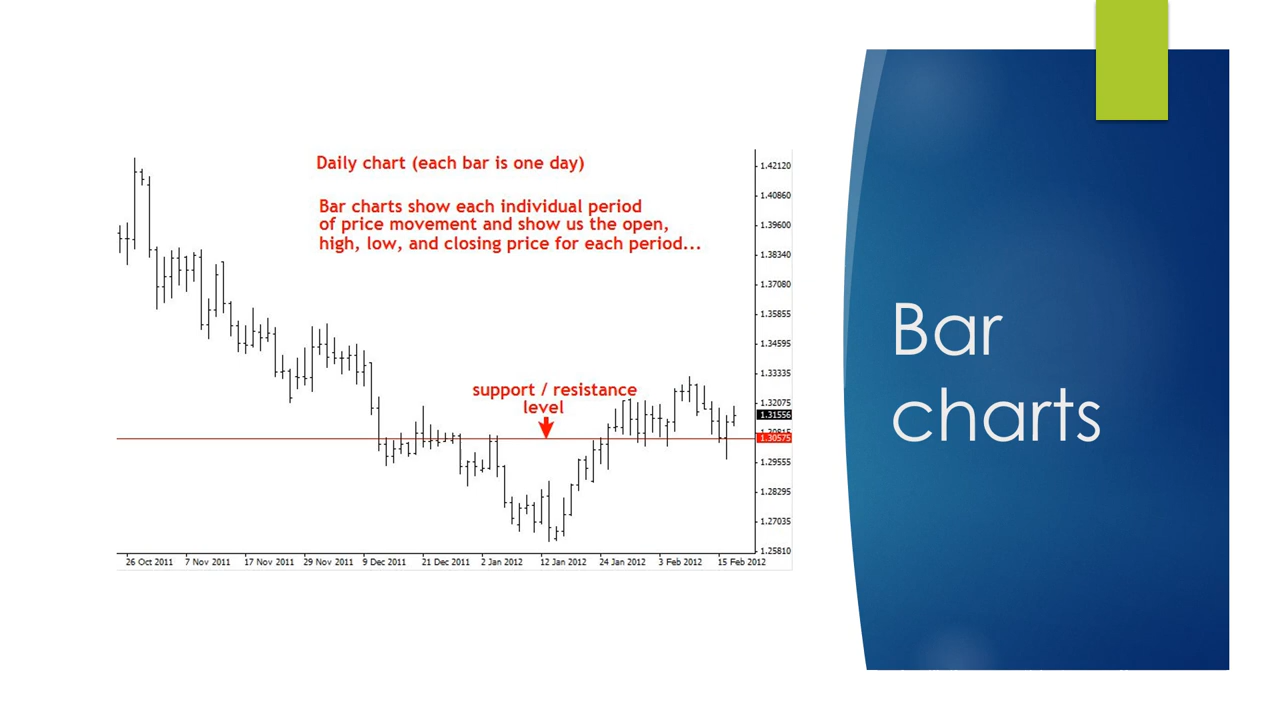 Daily chart (each bar is one day)
Bar charts show each individual period
of price movement and show us the open,
high, low, and closing price for each period...
support / resistance
level
1.42120
1.40860
1.39600
1.38340
1.37080
1.35855
1.34595
1.33335
1.32075
1.31556
1.30575
1.29555
1.28295
1.27035
1.25810
26 Oct 2011 7 Nov 2011 17 Nov 2011 29 Nov 2011 9 Dec 2011 21 Dec 2011 2 Jan 2012 12 Jan 2012 24 Jan 2012 3 Feb 2012 15 Feb 2012
Bar
charts